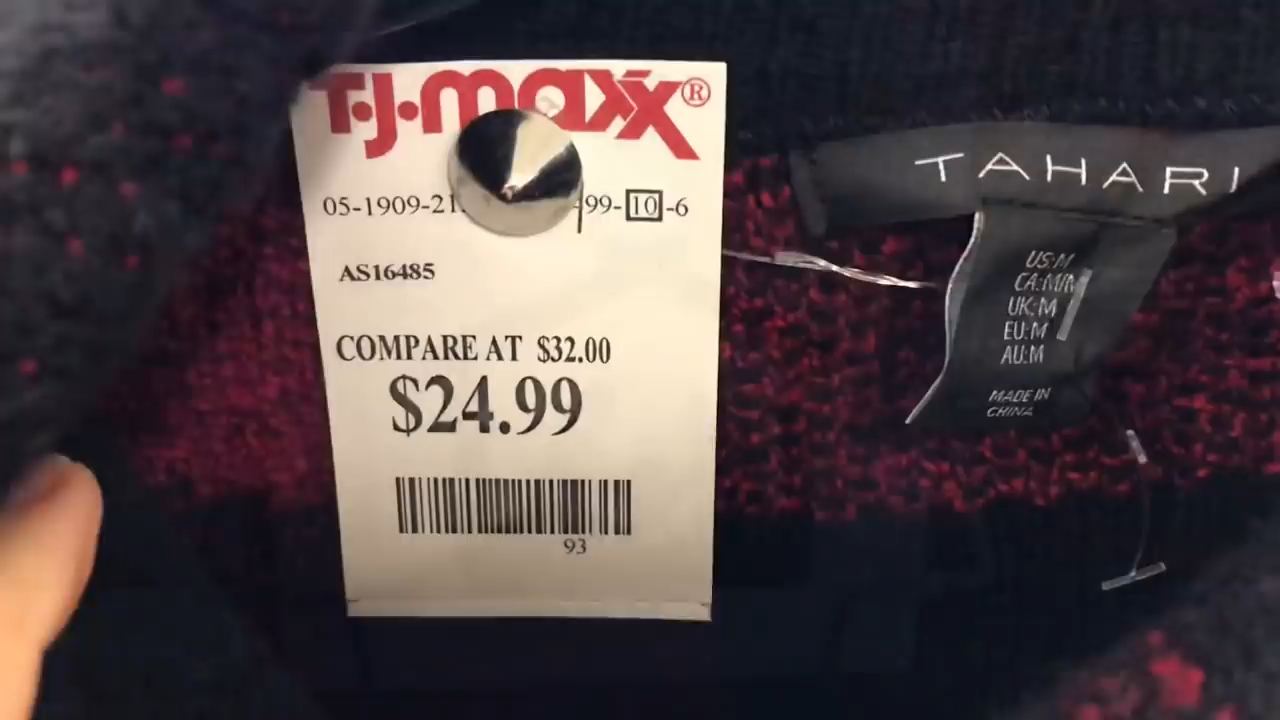 T·J·maxx®
05-1909-21 99-10-6
AS16485
COMPARE AT $32.00
$24.99
93
TAHARI
US:M
CA:M/M
UK:M
EU:M
AU:M
MADE IN
CHINA